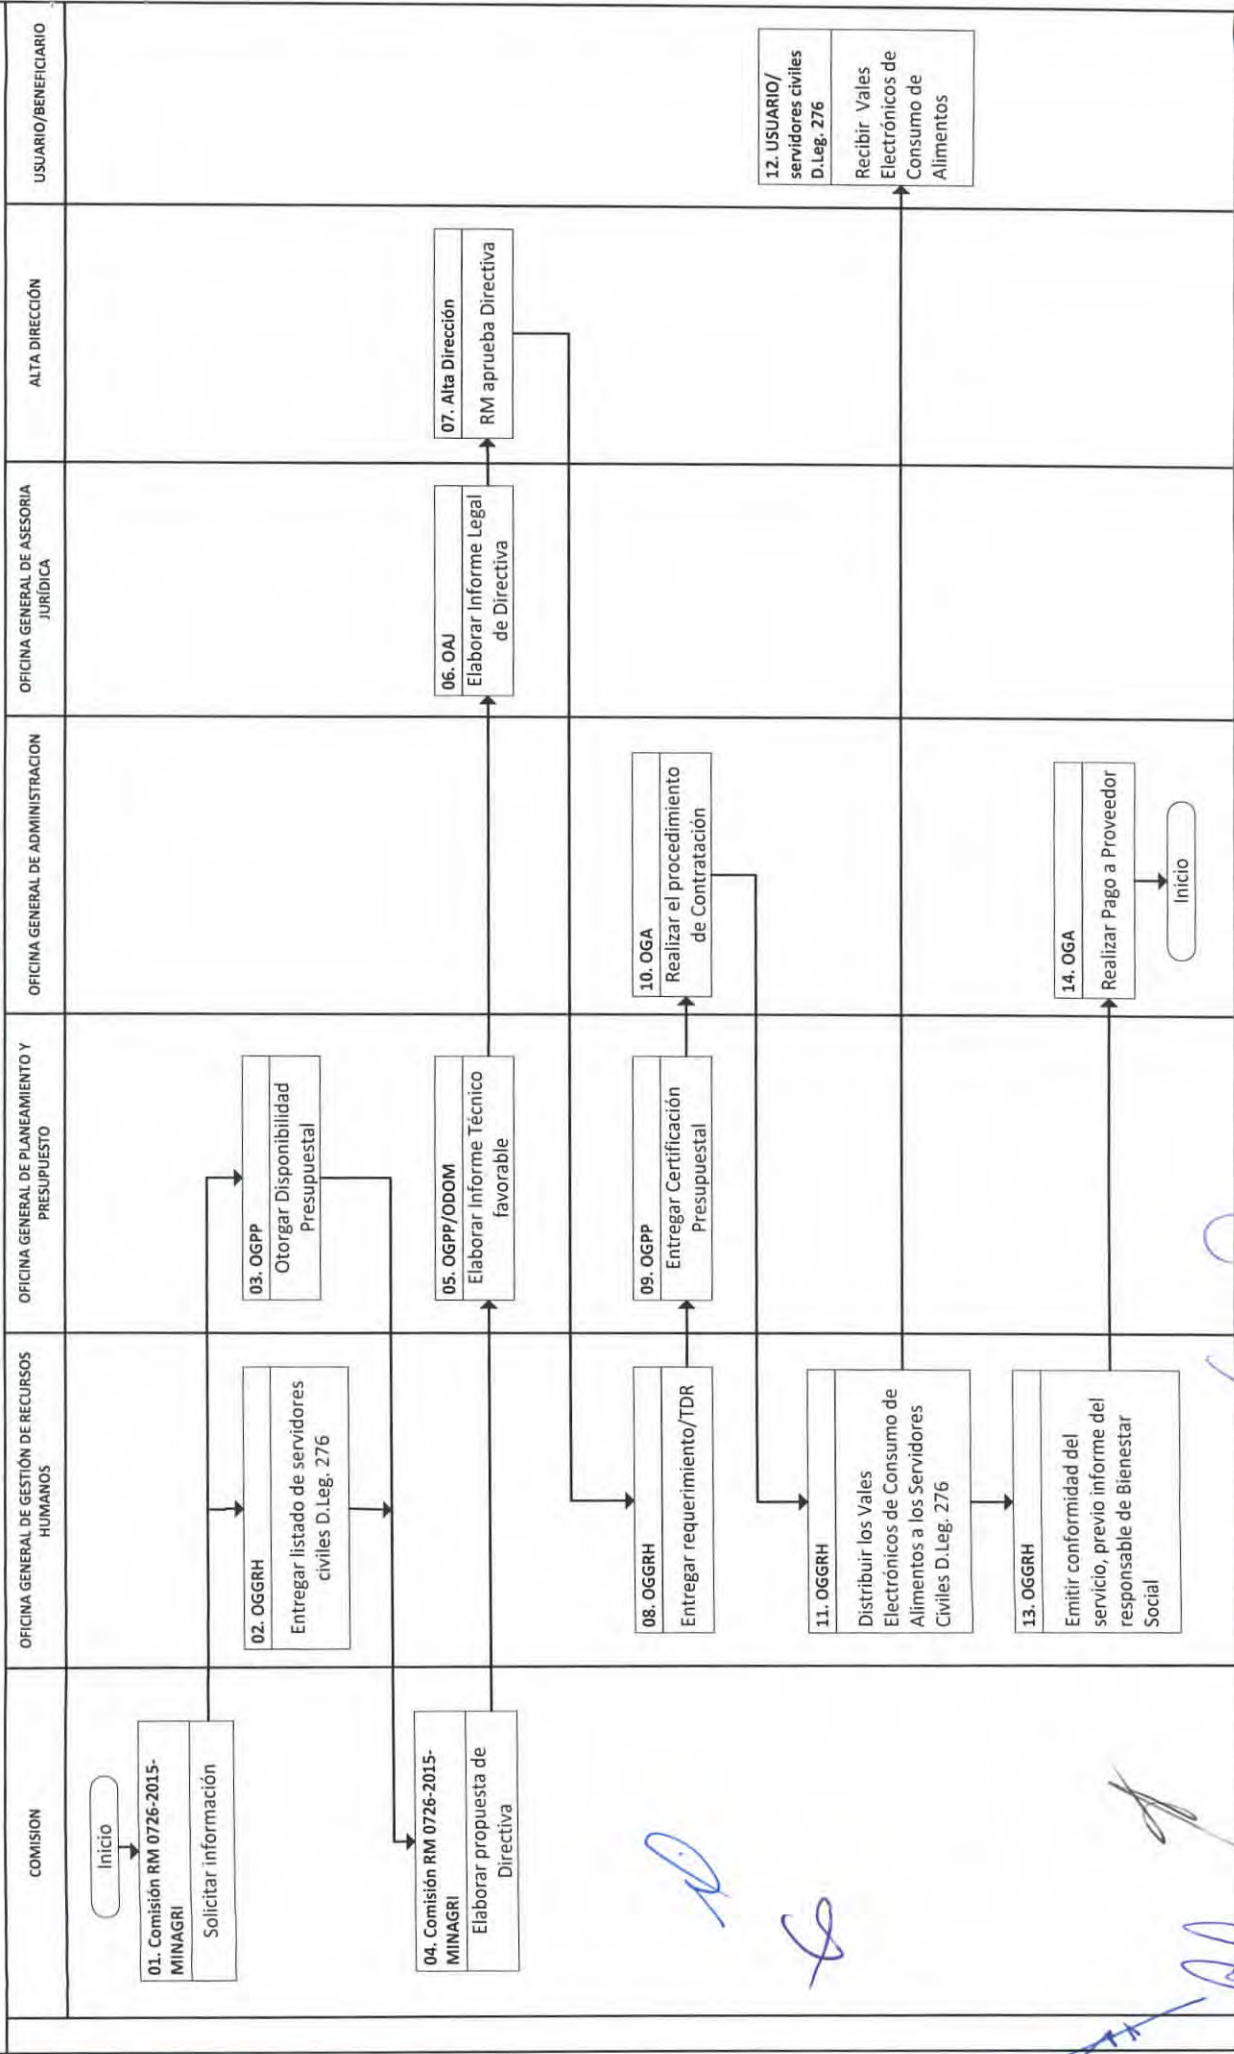 COMISION
OFICINA GENERAL DE GESTIÓN DE RECURSOS
HUMANOS
OFICINA GENERAL DE PLANEAMIENTO Y
PRESUPUESTO
OFICINA GENERAL DE ADMINISTRACION
OFICINA GENERAL DE ASESORIA
JURÍDICA
ALTA DIRECCIÓN
USUARIO/BENEFICIARIO
Inicio
01. Comisión RM 0726-2015-
MINAGRI
Solicitar información
02. OGGRH
Entregar listado de servidores
civiles D.Leg. 276
03. OGPP
Otorgar Disponibilidad
Presupuestal
04. Comisión RM 0726-2015-
MINAGRI
Elaborar propuesta de
Directiva
05. OGPP/ODOM
Elaborar Informe Técnico
favorable
06. OAJ
Elaborar Informe Legal
de Directiva
07. Alta Dirección
RM aprueba Directiva
08. OGGRH
Entregar requerimiento/TDR
09. OGPP
Entregar Certificación
Presupuestal
10. OGA
Realizar el procedimiento
de Contratación
11. OGGRH
Distribuir los Vales
Electrónicos de Consumo de
Alimentos a los Servidores
Civiles D.Leg. 276
12. USUARIO/
servidores civiles
D.Leg. 276
Recibir Vales
Electrónicos de
Consumo de
Alimentos
13. OGGRH
Emitir conformidad del
servicio, previo informe del
responsable de Bienestar
Social
14. OGA
Realizar Pago a Proveedor
Inicio